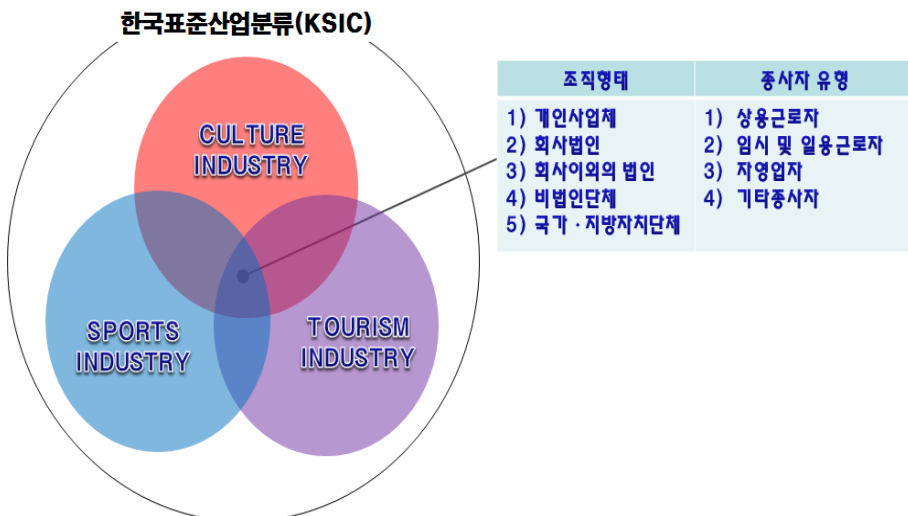 한국표준산업분류(KSIC)
CULTURE
INDUSTRY
SPORTS
INDUSTRY
TOURISM
INDUSTRY
조직형태
1) 개인사업체
2) 회사법인
3) 회사이외의 법인
4) 비법인단체
5) 국가 · 지방자치단체
종사자 유형
1) 상용근로자
2) 임시 및 일용근로자
3) 자영업자
4) 기타종사자